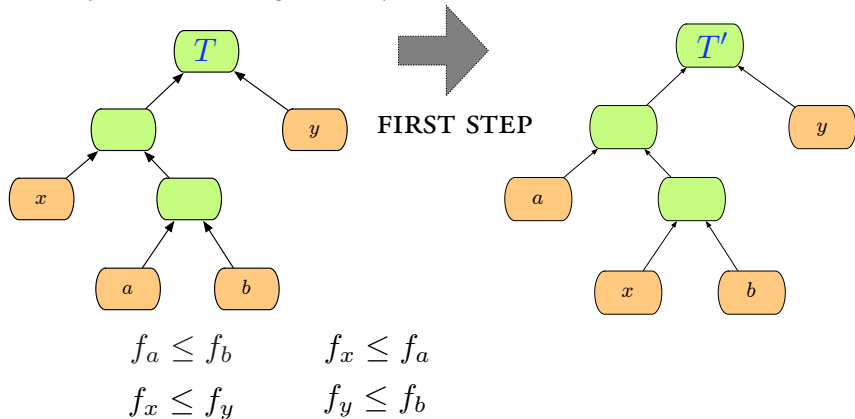 T
T′
y
y
FIRST STEP
x
a
a
b
x
b
f_a ≤ f_b
f_x ≤ f_a
f_x ≤ f_y
f_y ≤ f_b